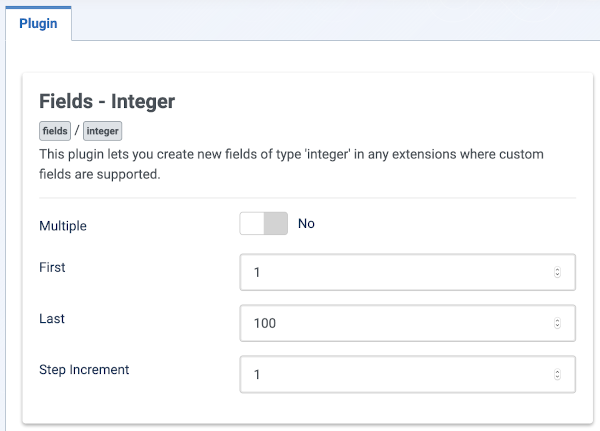 Plugin
Fields - Integer
fields / integer
This plugin lets you create new fields of type 'integer' in any extensions where custom
fields are supported.
Multiple No
First 1
Last 100
Step Increment 1